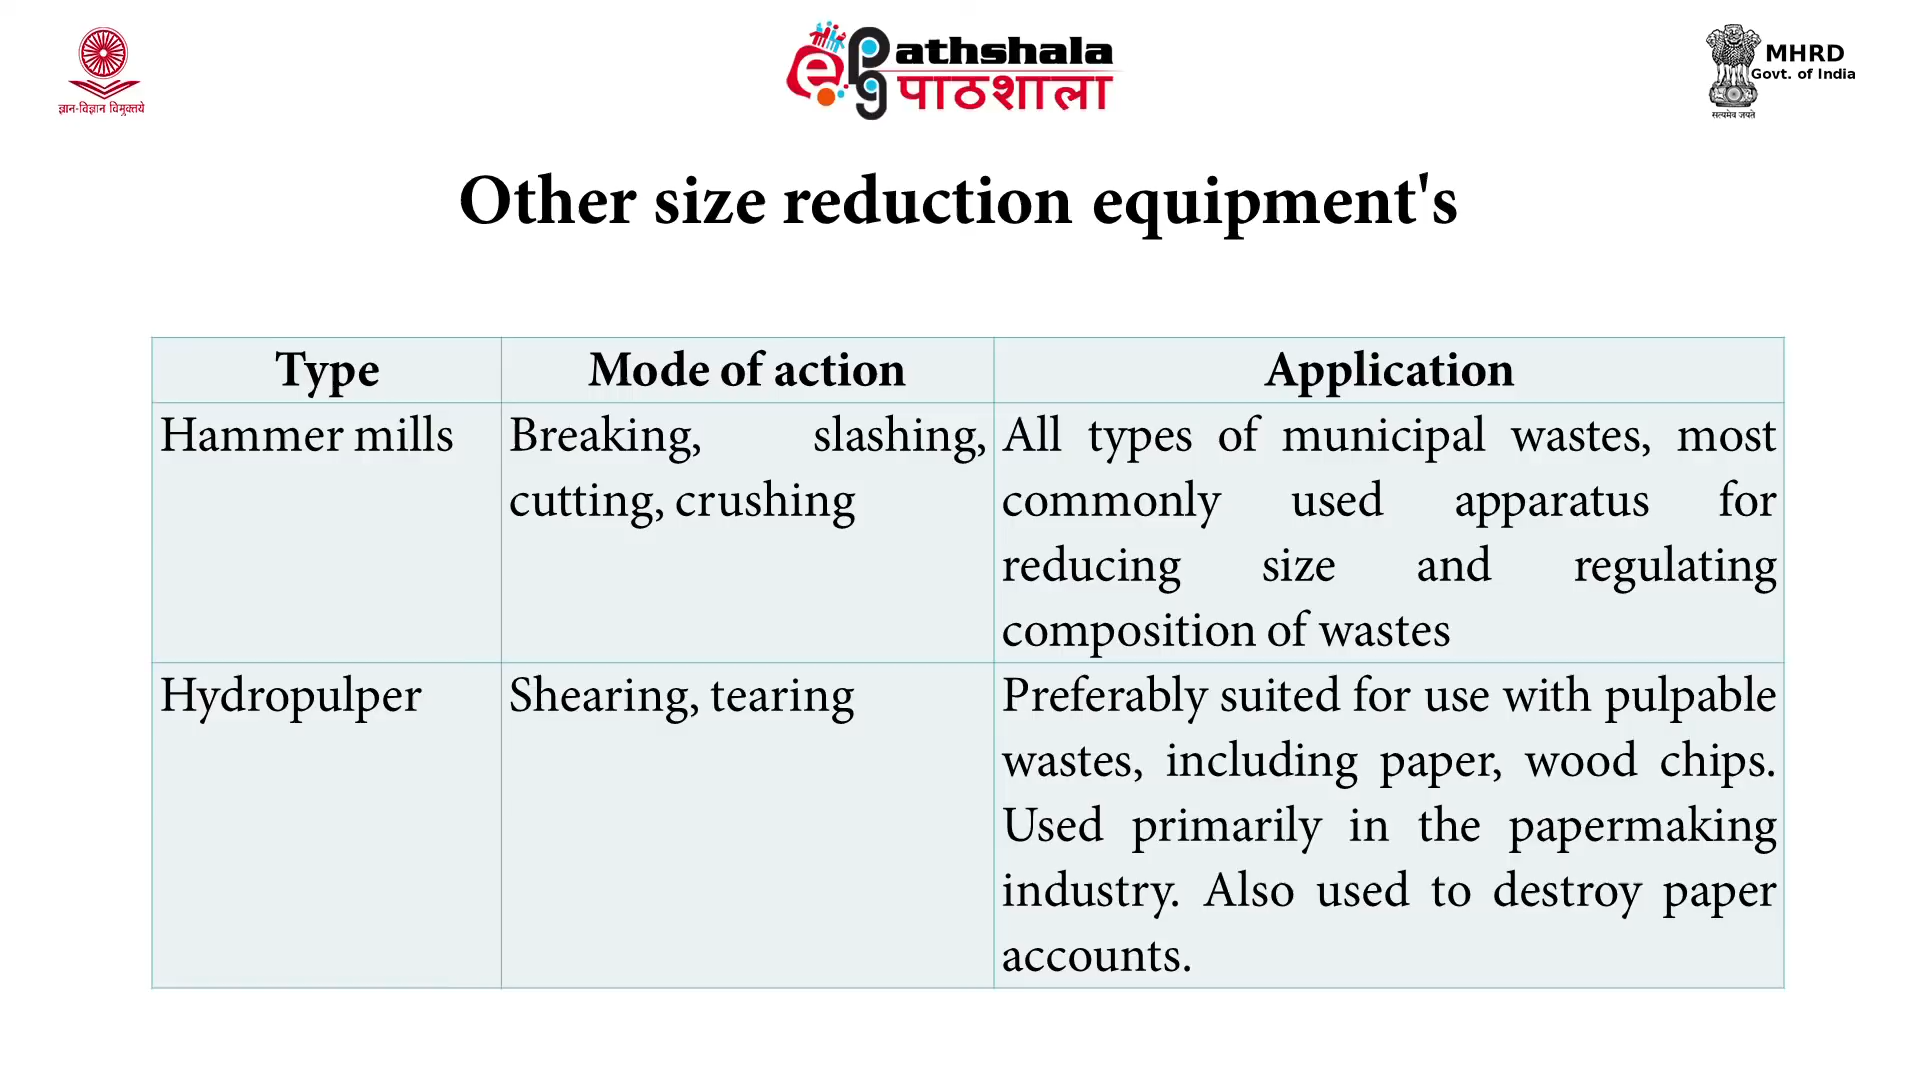 ज्ञान-विज्ञान विमुक्तये
e
pg
athshala
पाठशाला
MHRD
Govt. of India
सत्यमेव जयते
Other size reduction equipment's
Type Mode of action Application
Hammer mills
Breaking, slashing,
cutting, crushing
All types of municipal wastes, most
commonly used apparatus for
reducing size and regulating
composition of wastes
Hydropulper
Shearing, tearing
Preferably suited for use with pulpable
wastes, including paper, wood chips.
Used primarily in the papermaking
industry. Also used to destroy paper
accounts.